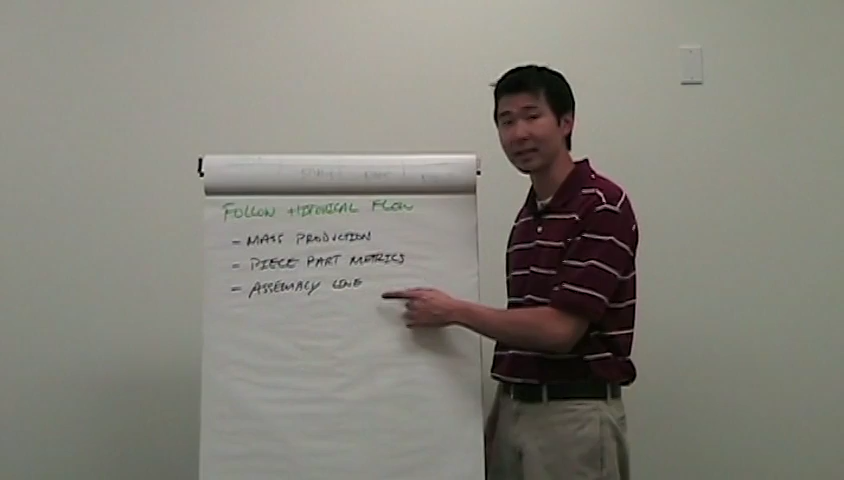 FOLLOW HISTORICAL FLOW
- MASS PRODUCTION
- PIECE PART METRICS
- ASSEMBLY LINE